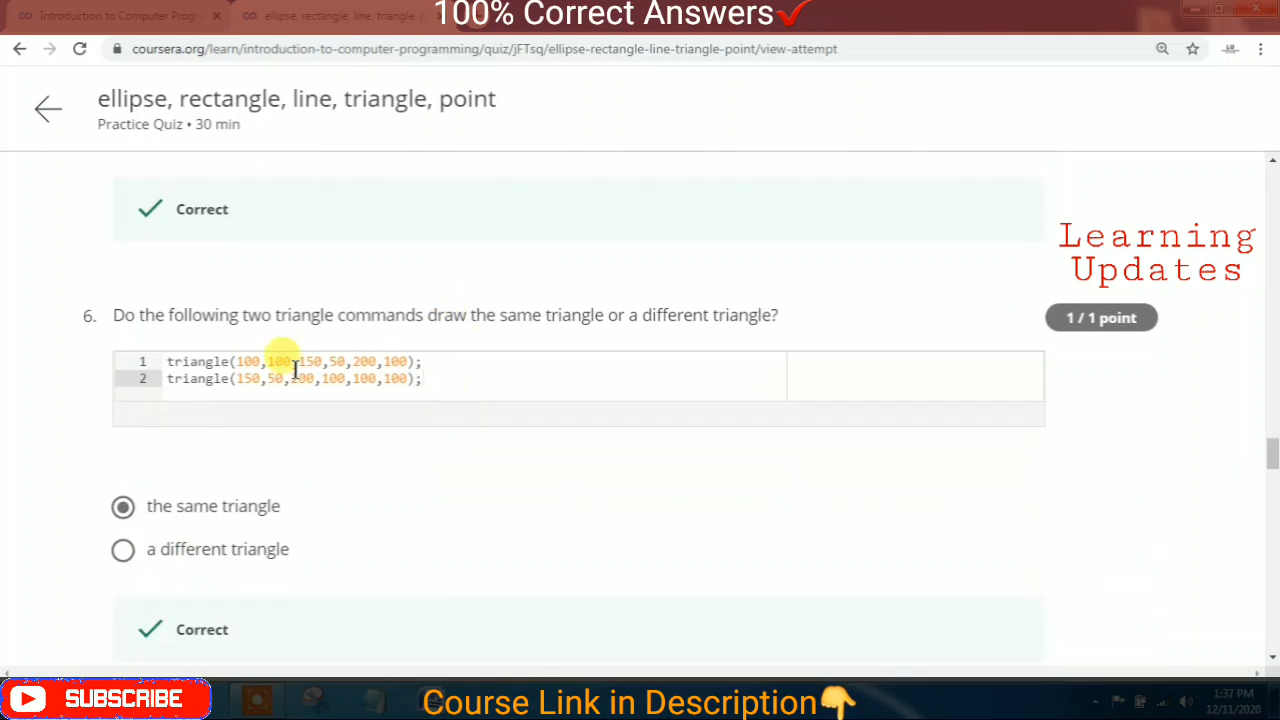 100% Correct Answers
Introduction to Computer Prog
ellipse, rectangle, line, triangle, p
coursera.org/learn/introduction-to-computer-programming/quiz/jFTsq/ellipse-rectangle-line-triangle-point/view-attempt
ellipse, rectangle, line, triangle, point
Practice Quiz • 30 min
Correct
Learning
Updates
6. Do the following two triangle commands draw the same triangle or a different triangle?
1 / 1 point
1 triangle(100,100,150,50,200,100);
2 triangle(150,50,200,100,100,100);
the same triangle
a different triangle
Correct
SUBSCRIBE
Course Link in Description
1:37 PM
12/11/2020